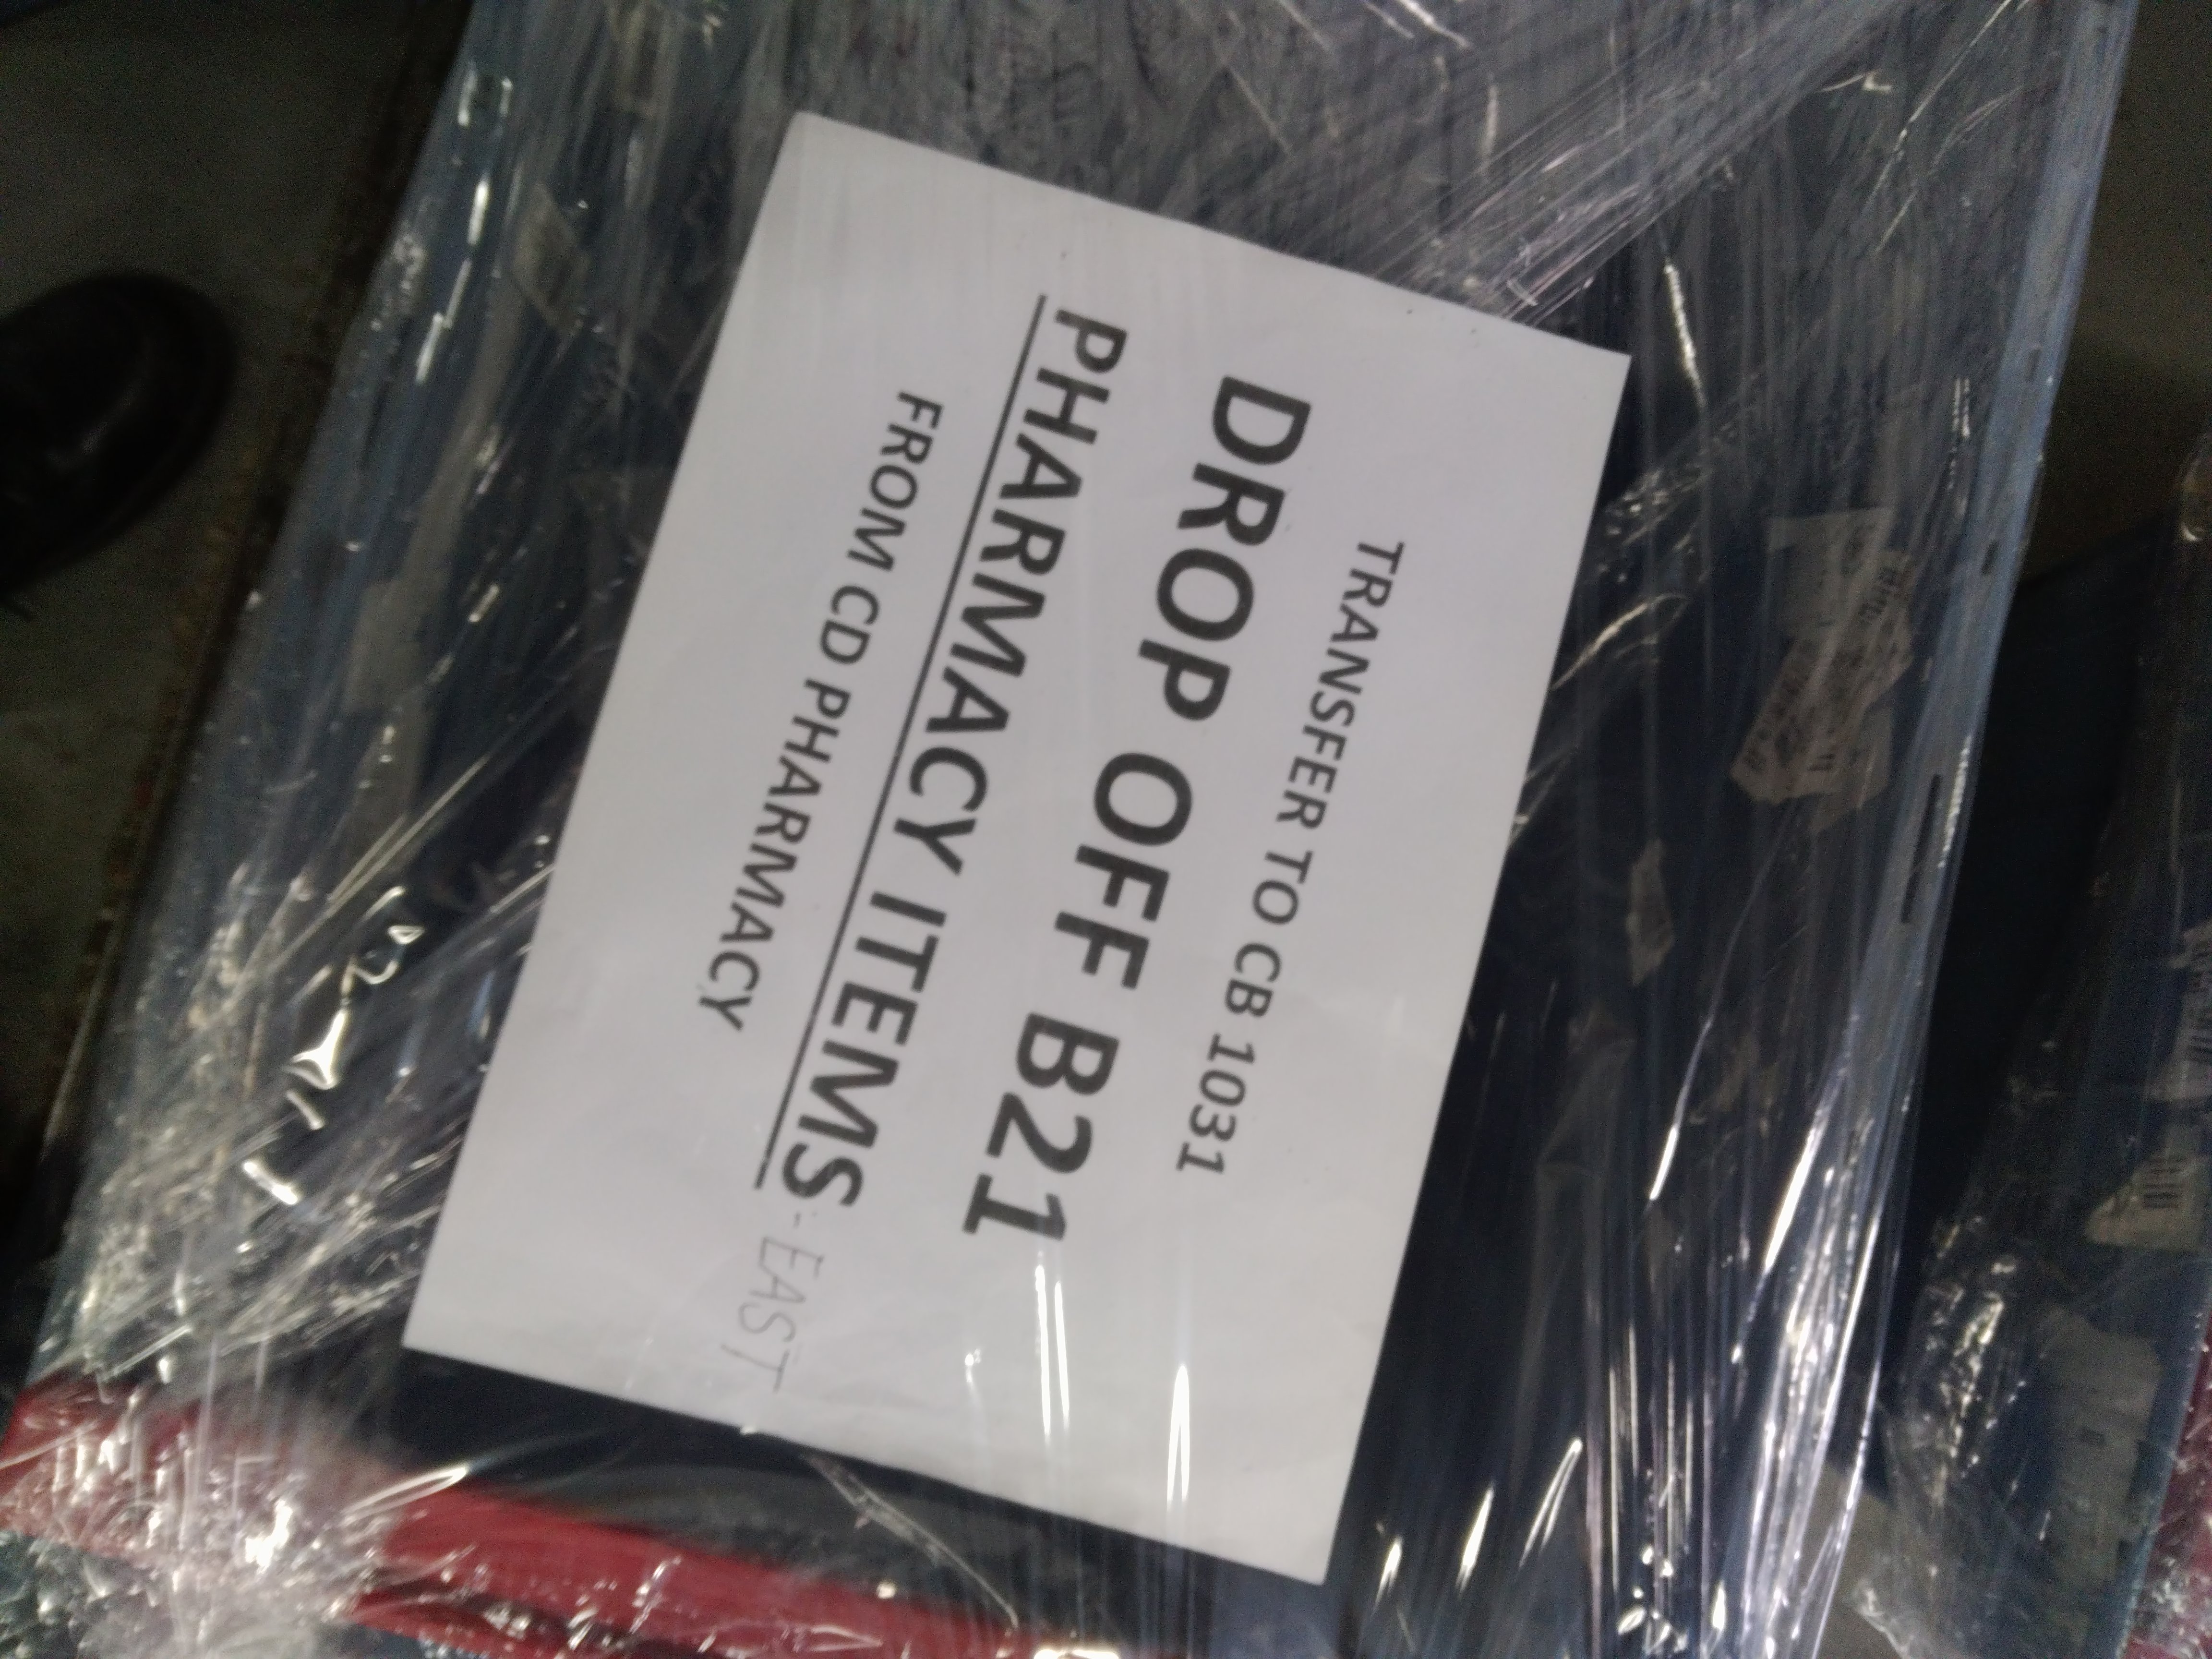 TRANSFER TO CB 1031
DROP OFF B21
PHARMACY ITEMS - EAST
FROM CD PHARMACY